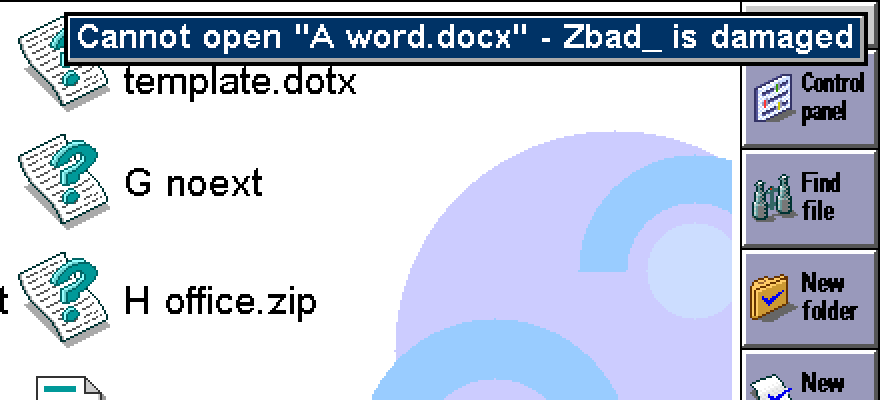 Cannot open "A word.docx" - Zbad_ is damaged
template.dotx
G noext
t
H office.zip
Control
panel
Find
file
New
folder
New